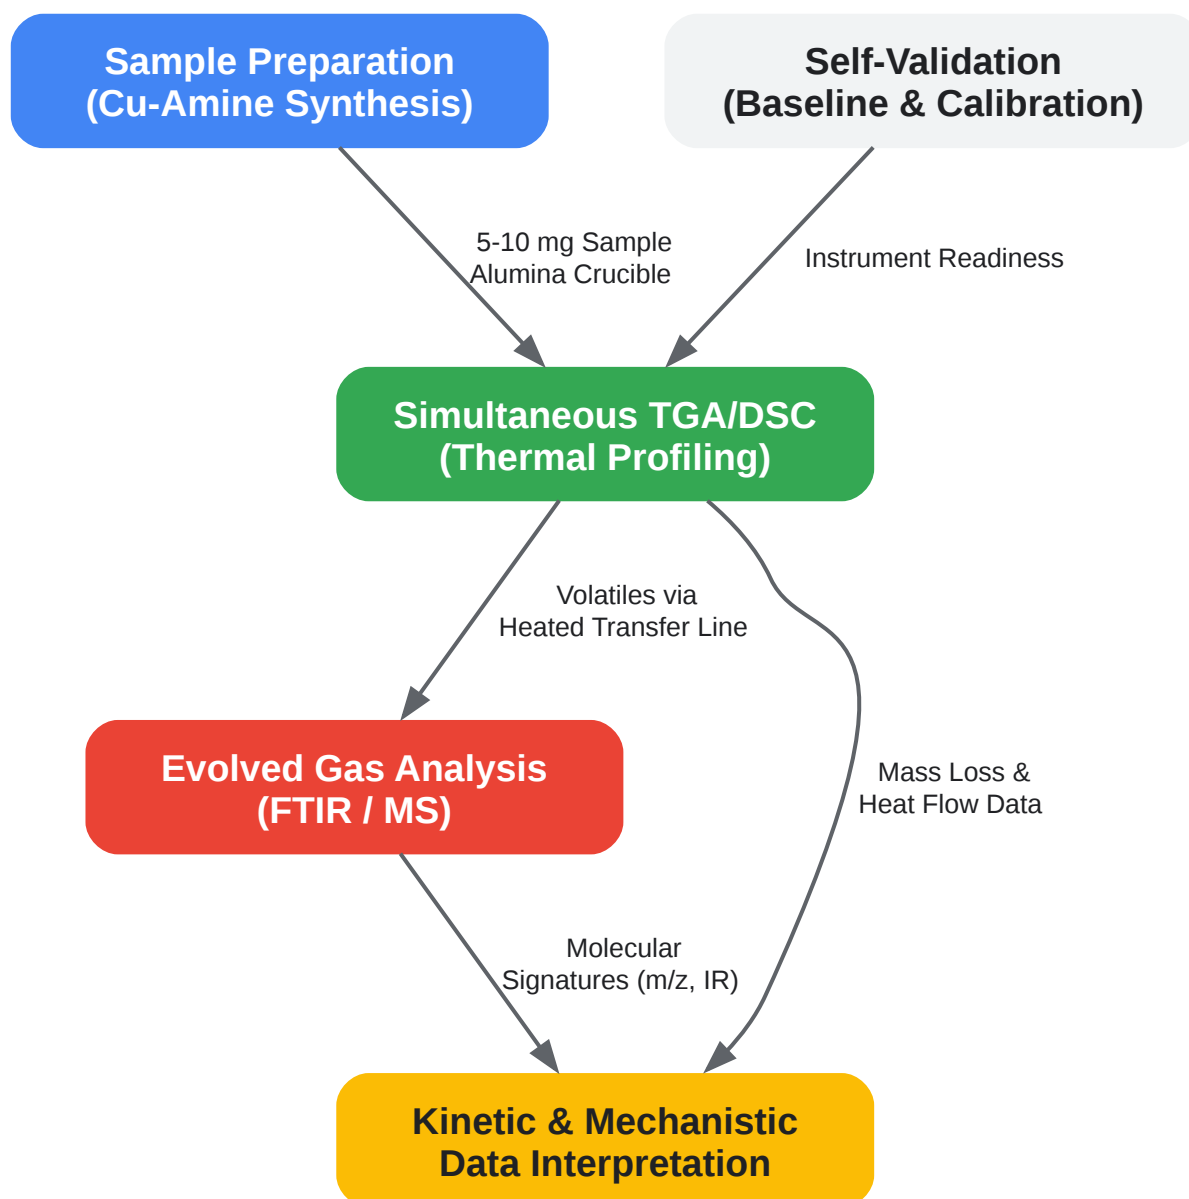 Sample Preparation
(Cu-Amine Synthesis)
Self-Validation
(Baseline & Calibration)
5-10 mg Sample
Alumina Crucible
Instrument Readiness
Simultaneous TGA/DSC
(Thermal Profiling)
Volatiles via
Heated Transfer Line
Evolved Gas Analysis
(FTIR / MS)
Mass Loss &
Heat Flow Data
Molecular
Signatures (m/z, IR)
Kinetic & Mechanistic
Data Interpretation